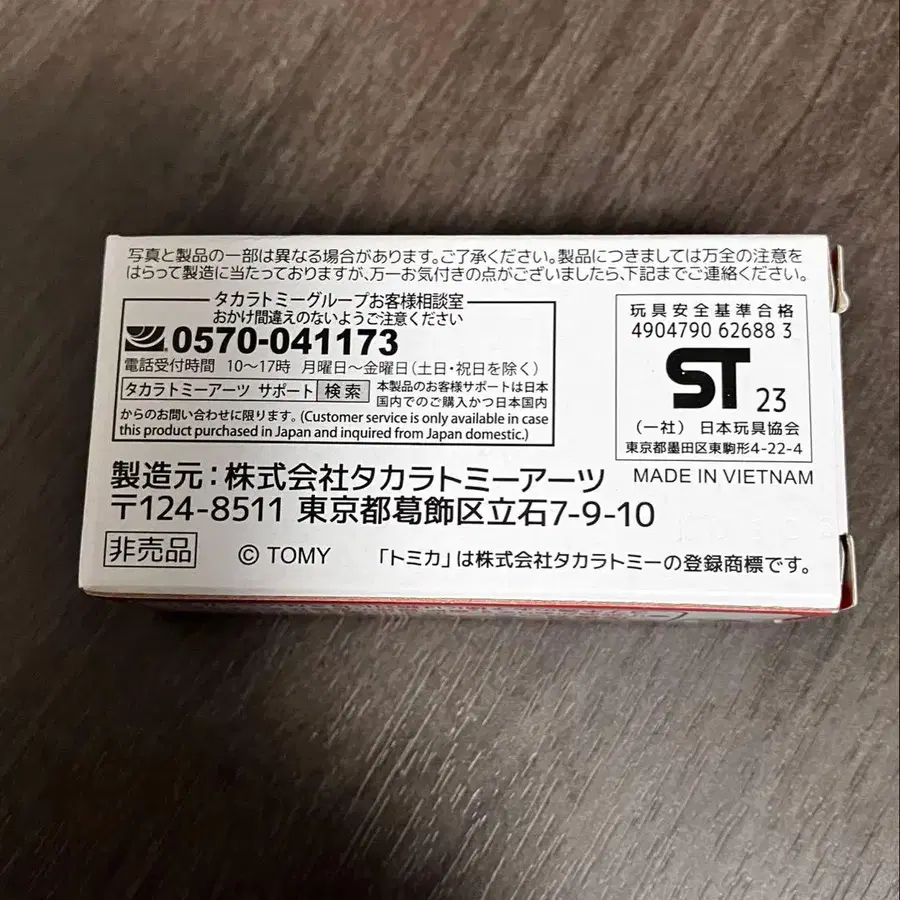 写真と製品の一部は異なる場合があります。ご了承ください。製品につきましては万全の注意を
はらって製造に当たっておりますが、万一お気付きの点がございましたら、下記までご連絡ください。
タカラトミーグループお客様相談室
おかけ間違えのないようご注意ください
0570-041173
電話受付時間 10〜17時 月曜日〜金曜日(土日・祝日を除く)
タカラトミーアーツ サポート 検索
本製品のお客様サポートは日本
国内でのご購入かつ日本国内
からのお問い合わせに限ります。(Customer service is only available in case
this product purchased in Japan and inquired from Japan domestic.)
玩具安全基準合格
4904790 62688 3
ST 23
(一社) 日本玩具協会
東京都墨田区東駒形4-22-4
製造元:株式会社タカラトミーアーツ
MADE IN VIETNAM
〒124-8511 東京都葛飾区立石7-9-10
非売品 © TOMY 「トミカ」は株式会社タカラトミーの登録商標です。